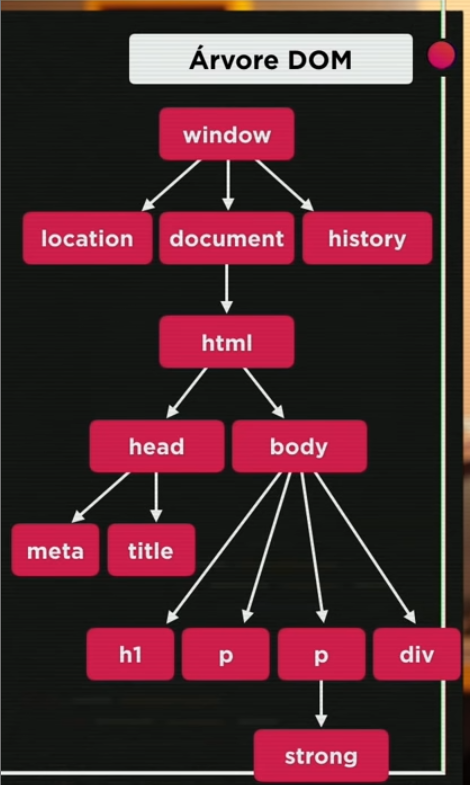 Árvore DOM
window
location document history
html
head body
meta title
h1 p p div
strong